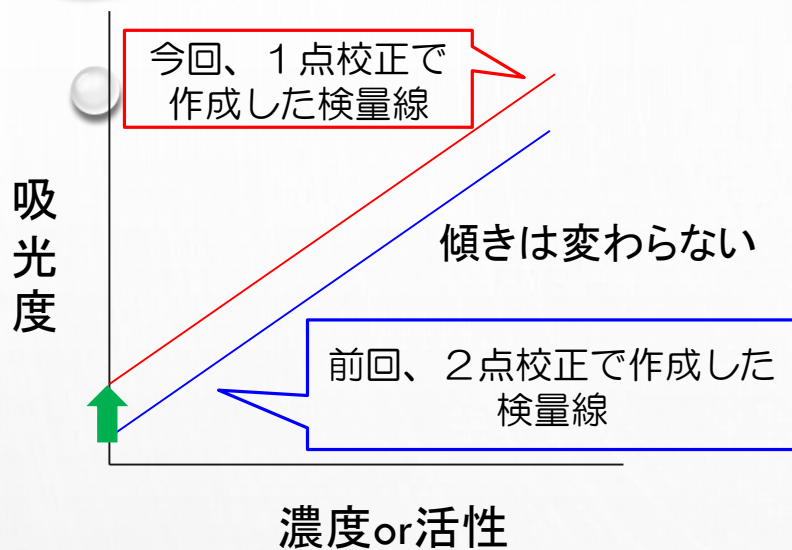 今回、１点校正で
作成した検量線
吸光度
傾きは変わらない
前回、２点校正で作成した
検量線
濃度or活性